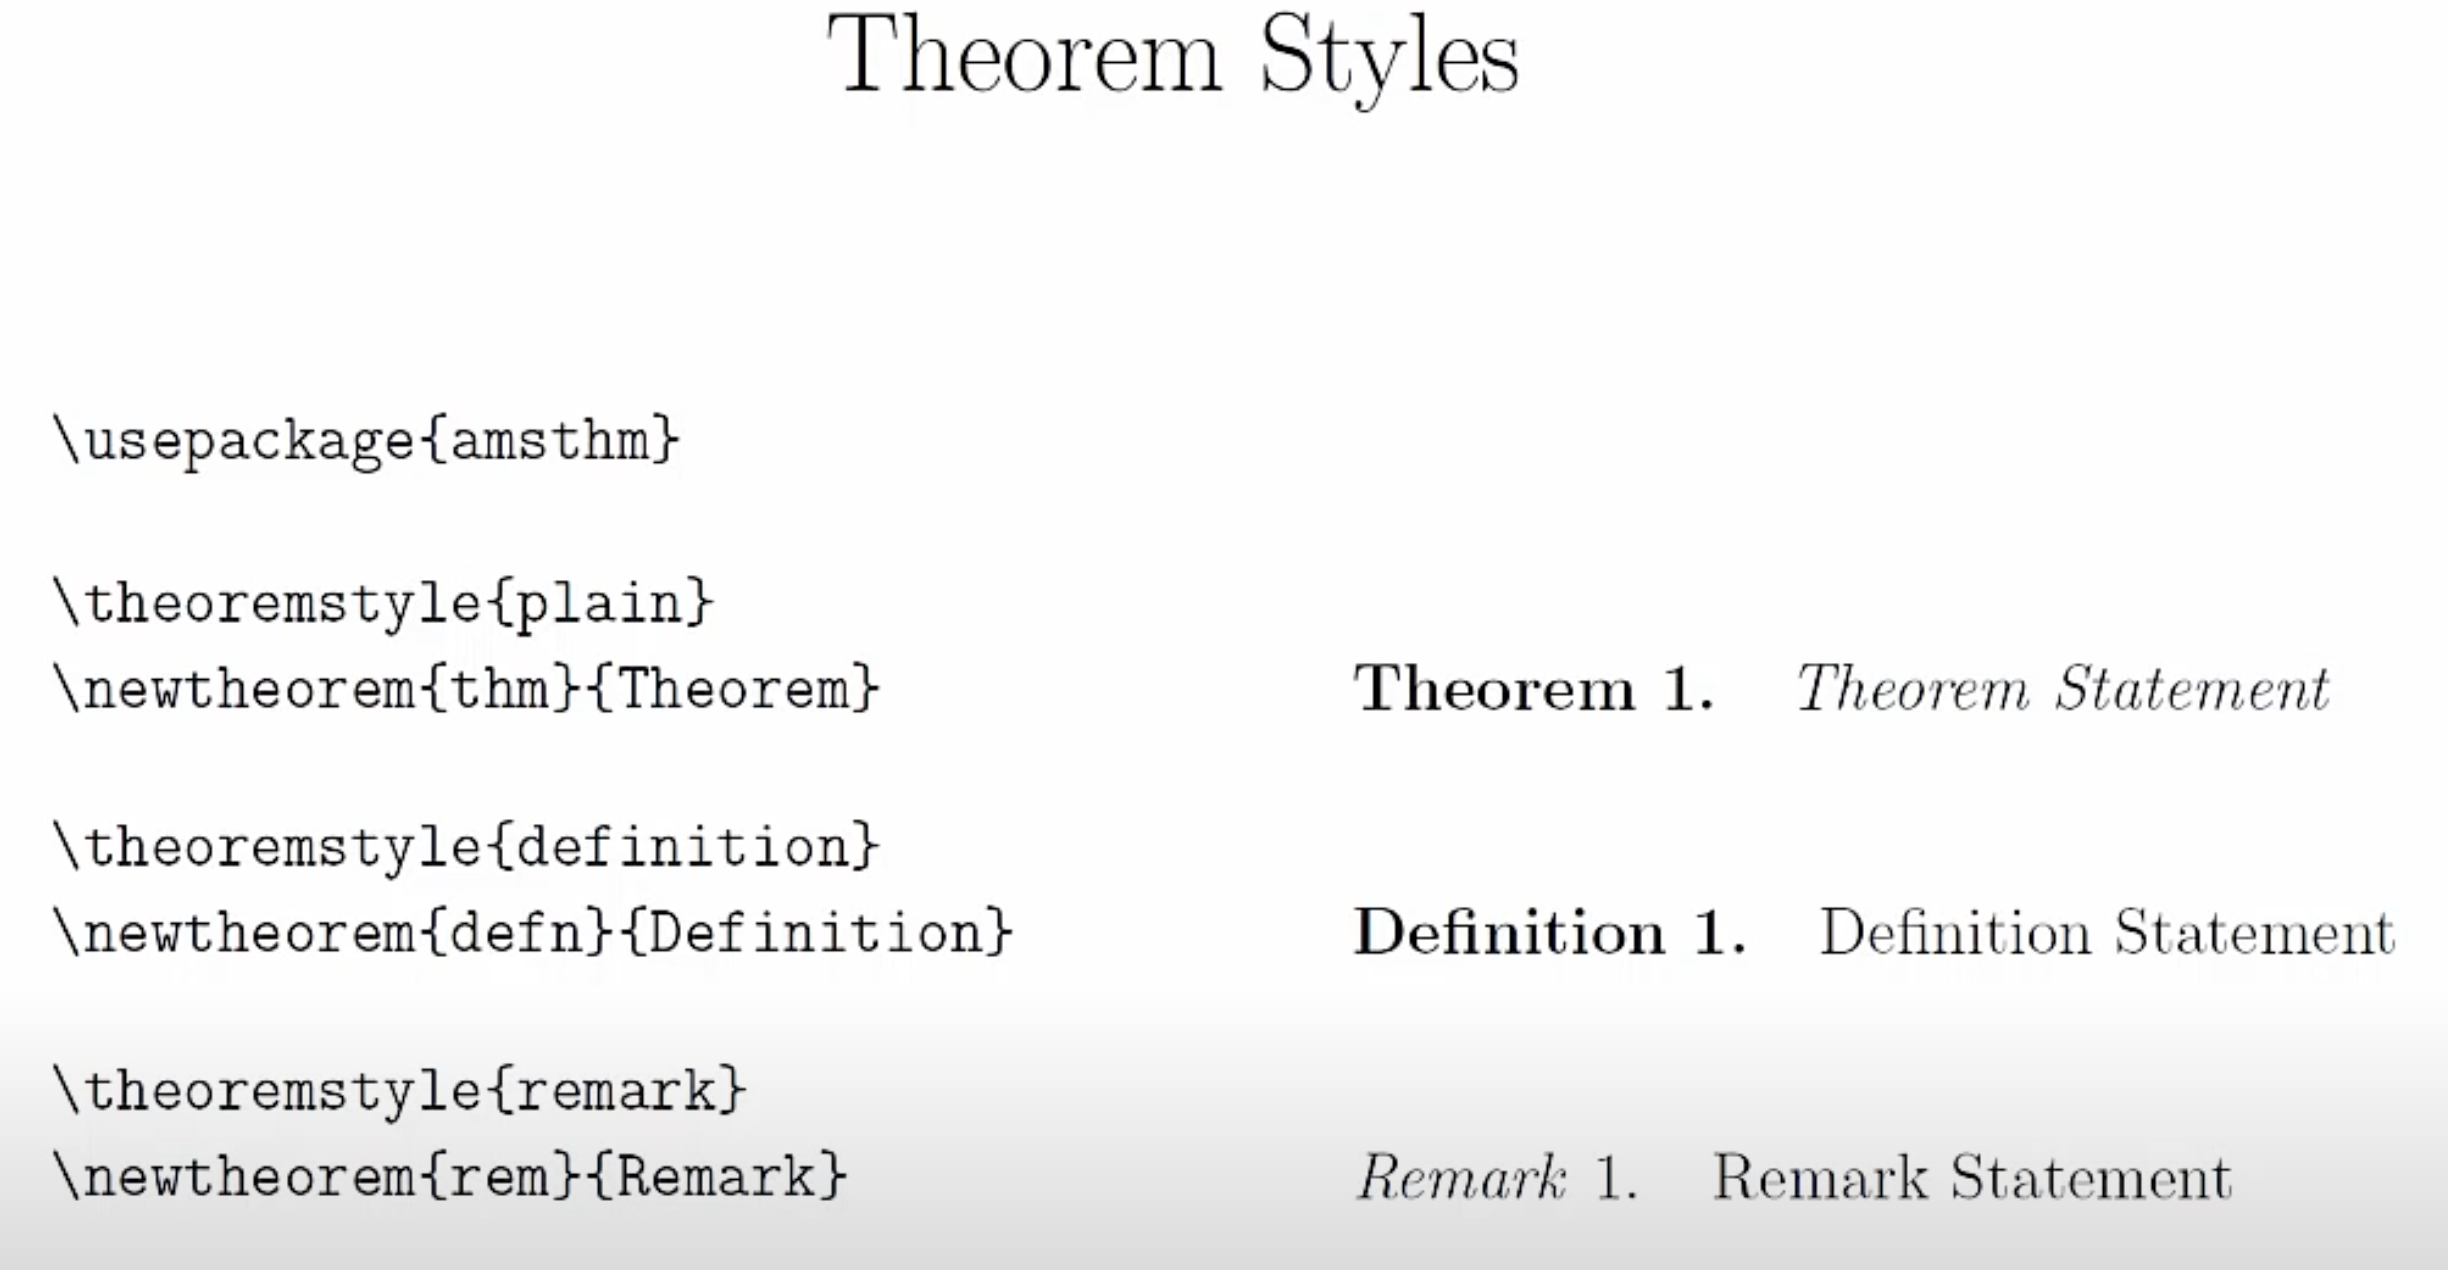 Theorem Styles
\usepackage{amsthm}
\theoremstyle{plain}
\newtheorem{thm}{Theorem} Theorem 1. Theorem Statement
\theoremstyle{definition}
\newtheorem{defn}{Definition} Definition 1. Definition Statement
\theoremstyle{remark}
\newtheorem{rem}{Remark} Remark 1. Remark Statement